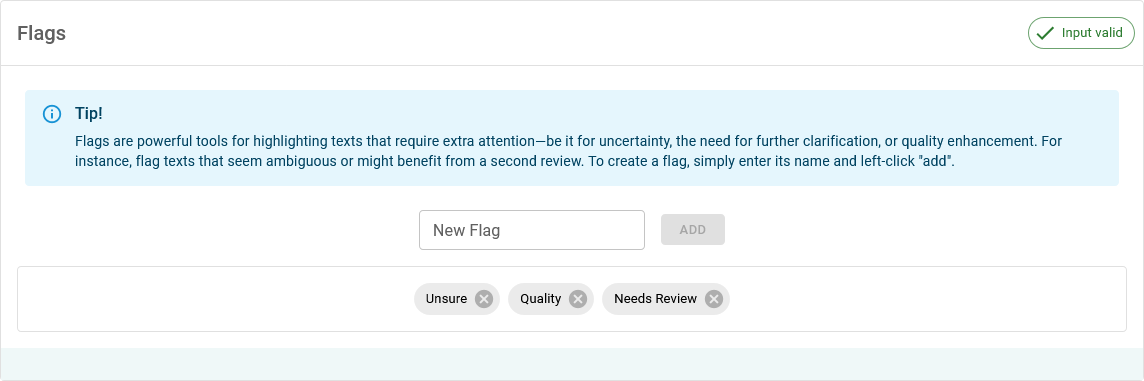 Flags
Input valid
Tip!
Flags are powerful tools for highlighting texts that require extra attention—be it for uncertainty, the need for further clarification, or quality enhancement. For
instance, flag texts that seem ambiguous or might benefit from a second review. To create a flag, simply enter its name and left-click "add".
New Flag
ADD
Unsure Quality Needs Review